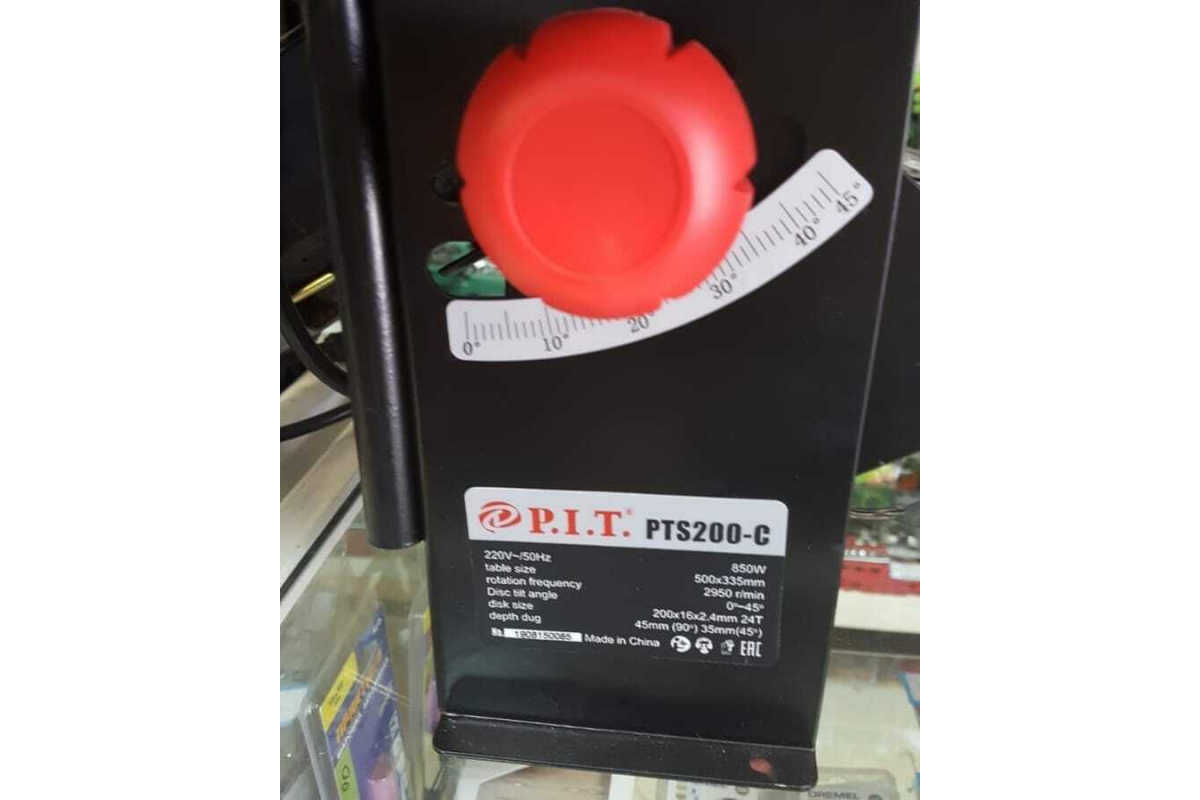 0° 10° 20° 30° 40° 45°
P.I.T.® PTS200-C
220V~/50Hz 850W
table size 500x335mm
rotation frequency 2950 r/min
Disc tilt angle 0°~45°
disk size 200x16x2.4mm 24T
depth dug 45mm (90°) 35mm(45°)
No. 1908150085 Made in China EAC
DREMEL